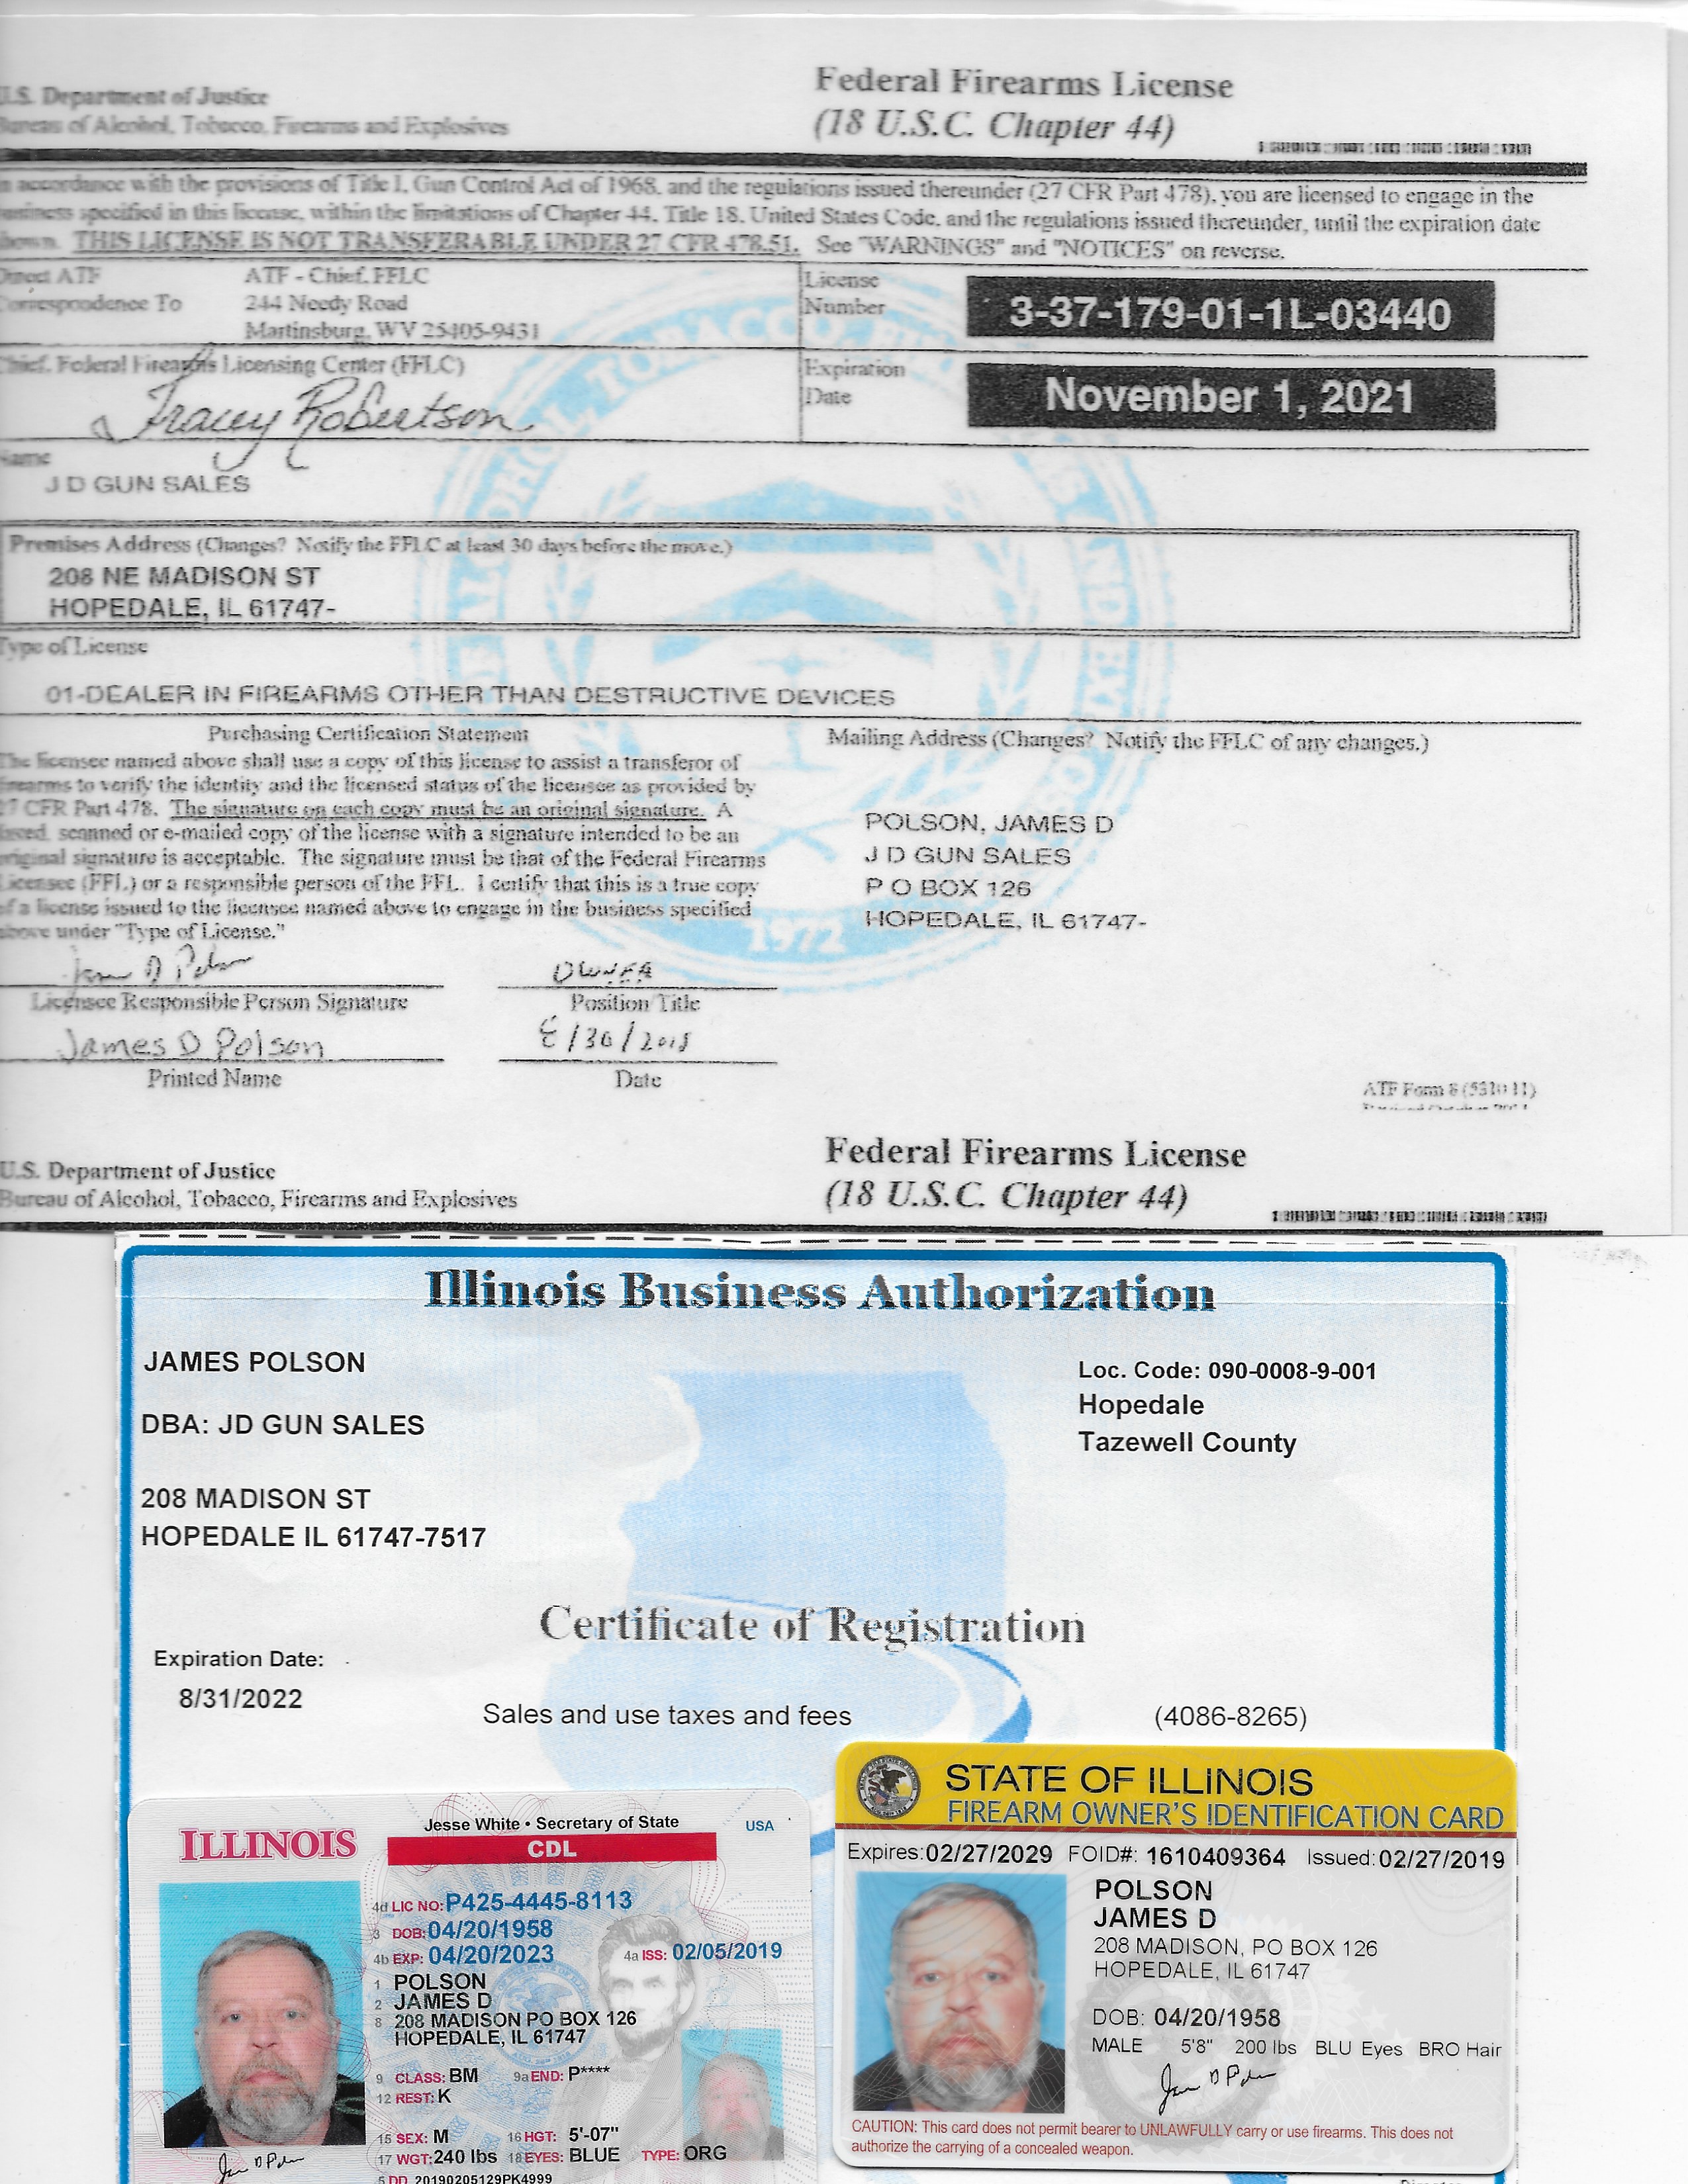 U.S. Department of Justice
Bureau of Alcohol, Tobacco, Firearms and Explosives
Federal Firearms License
(18 U.S.C. Chapter 44)
accordance with the provisions of Title I, Gun Control Act of 1968, and the regulations issued thereunder (27 CFR Part 478), you are licensed to engage in the
business specified in this license, within the limitations of Chapter 44, Title 18, United States Code, and the regulations issued thereunder, until the expiration date
shown. THIS LICENSE IS NOT TRANSFERABLE UNDER 27 CFR 478.51. See "WARNINGS" and "NOTICES" on reverse.
Direct ATF
Correspondence To
ATF - Chief, FFLC
244 Needy Road
Martinsburg, WV 25405-9431
License
Number
3-37-179-01-1L-03440
Chief, Federal Firearms Licensing Center (FFLC)
Tracey Robertson
Expiration
Date
November 1, 2021
Name
J D GUN SALES
Premises Address (Changes? Notify the FFLC at least 30 days before the move.)
208 NE MADISON ST
HOPEDALE, IL 61747-
Type of License
01-DEALER IN FIREARMS OTHER THAN DESTRUCTIVE DEVICES
Purchasing Certification Statement
The licensee named above shall use a copy of this license to assist a transferor of
firearms to verify the identity and the licensed status of the licensee as provided by
27 CFR Part 478. The signature on each copy must be an original signature. A
faxed, scanned or e-mailed copy of the license with a signature intended to be an
original signature is acceptable. The signature must be that of the Federal Firearms
Licensee (FFL) or a responsible person of the FFL. I certify that this is a true copy
of a license issued to the licensee named above to engage in the business specified
above under "Type of License."
Mailing Address (Changes? Notify the FFLC of any changes.)
POLSON, JAMES D
J D GUN SALES
P O BOX 126
HOPEDALE, IL 61747-
1972
James D Polson
OWNER
Licensee Responsible Person Signature
Position Title
James D Polson
8/30/2018
Printed Name
Date
ATF Form 8 (5310.11)
U.S. Department of Justice
Bureau of Alcohol, Tobacco, Firearms and Explosives
Federal Firearms License
(18 U.S.C. Chapter 44)
Illinois Business Authorization
JAMES POLSON
DBA: JD GUN SALES
208 MADISON ST
HOPEDALE IL 61747-7517
Loc. Code: 090-0008-9-001
Hopedale
Tazewell County
Certificate of Registration
Expiration Date:
8/31/2022
Sales and use taxes and fees
(4086-8265)
ILLINOIS
Jesse White • Secretary of State
USA
CDL
4d LIC NO: P425-4445-8113
3 DOB: 04/20/1958
4b EXP: 04/20/2023
4a ISS: 02/05/2019
1 POLSON
2 JAMES D
8 208 MADISON PO BOX 126
HOPEDALE, IL 61747
9 CLASS: BM
9a END: P****
12 REST: K
15 SEX: M
16 HGT: 5'-07"
17 WGT: 240 lbs
18 EYES: BLUE
TYPE: ORG
5 DD 20190205129PK4999
STATE OF ILLINOIS
FIREARM OWNER'S IDENTIFICATION CARD
Expires: 02/27/2029 FOID#: 1610409364 Issued: 02/27/2019
POLSON
JAMES D
208 MADISON, PO BOX 126
HOPEDALE, IL 61747
DOB: 04/20/1958
MALE 5'8" 200 lbs BLU Eyes BRO Hair
CAUTION: This card does not permit bearer to UNLAWFULLY carry or use firearms. This does not
authorize the carrying of a concealed weapon.